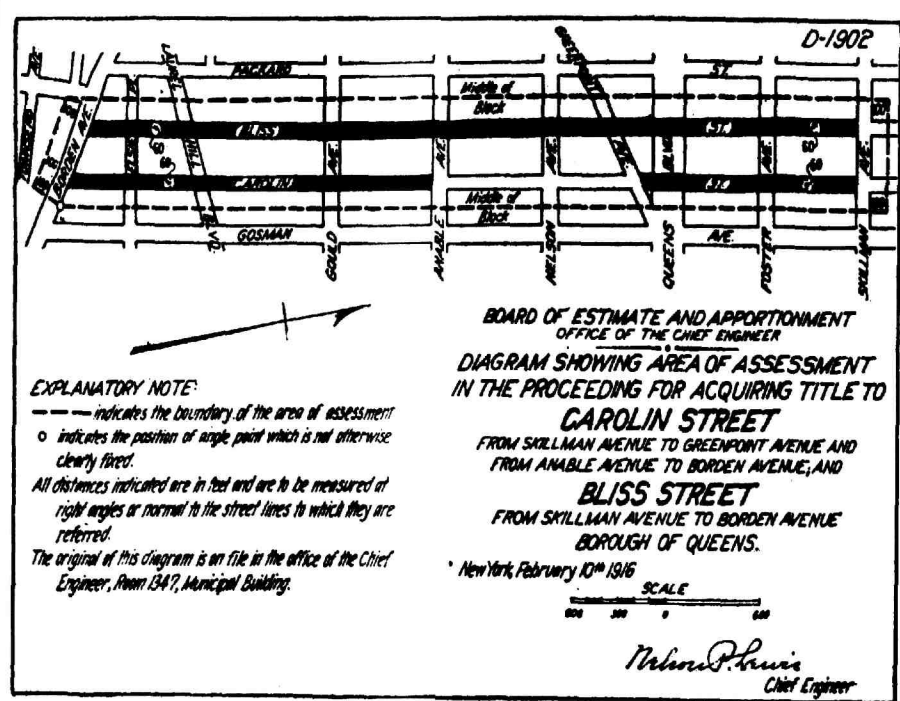 D-1902
PACKARD ST.
Middle of
Block
BORDEN AVE.
BLISS ST.
60
60
CAROLIN ST.
Middle of
Block
GOSMAN AVE.
GOULD AVE.
ANABLE AVE.
NELSON AVE.
QUEENS BLVD.
FOSTER AVE.
SKILLMAN AVE.
60
60
BOARD OF ESTIMATE AND APPORTIONMENT
OFFICE OF THE CHIEF ENGINEER
DIAGRAM SHOWING AREA OF ASSESSMENT
IN THE PROCEEDING FOR ACQUIRING TITLE TO
CAROLIN STREET
FROM SKILLMAN AVENUE TO GREENPOINT AVENUE AND
FROM ANABLE AVENUE TO BORDEN AVENUE; AND
BLISS STREET
FROM SKILLMAN AVENUE TO BORDEN AVENUE
BOROUGH OF QUEENS.
New York, February 10th 1916
SCALE
600 300 0 600
Nelson P. Lewis
Chief Engineer
EXPLANATORY NOTE:
indicates the boundary of the area of assessment
o indicates the position of angle point which is not otherwise
clearly fixed.
All distances indicated are in feet and are to be measured at
right angles or normal to the street lines to which they are
referred.
The original of this diagram is on file in the office of the Chief
Engineer, Room 1347, Municipal Building.